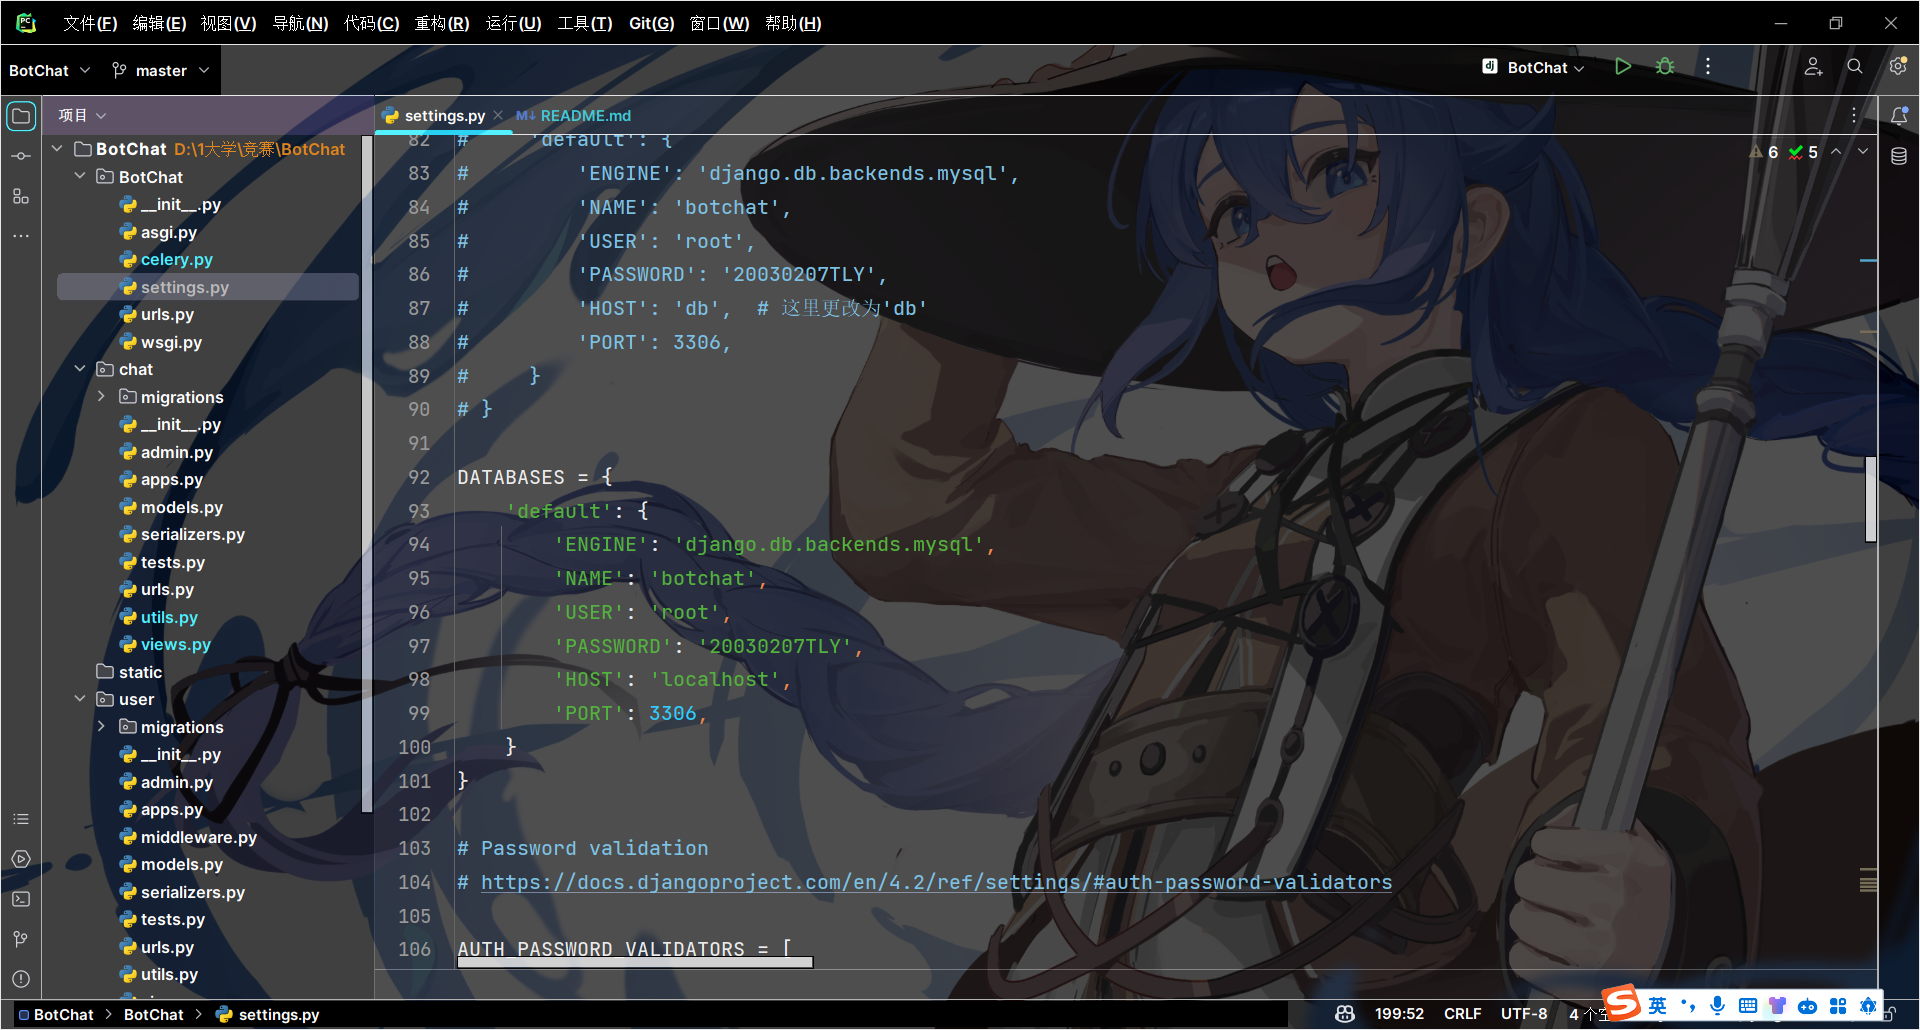 文件(F) 编辑(E) 视图(V) 导航(N) 代码(C) 重构(R) 运行(U) 工具(T) Git(G) 窗口(W) 帮助(H)
BotChat master
dj BotChat
项目
settings.py
M↓ README.md
BotChat D:\1大学\竞赛\BotChat
BotChat
__init__.py
asgi.py
celery.py
settings.py
urls.py
wsgi.py
chat
migrations
__init__.py
admin.py
apps.py
models.py
serializers.py
tests.py
urls.py
utils.py
views.py
static
user
migrations
__init__.py
admin.py
apps.py
middleware.py
models.py
serializers.py
tests.py
urls.py
utils.py
6 5
82 # 'default': {
83 # 'ENGINE': 'django.db.backends.mysql',
84 # 'NAME': 'botchat',
85 # 'USER': 'root',
86 # 'PASSWORD': '20030207TLY',
87 # 'HOST': 'db', # 这里更改为'db'
88 # 'PORT': 3306,
89 # }
90 # }
91
92 DATABASES = {
93 'default': {
94 'ENGINE': 'django.db.backends.mysql',
95 'NAME': 'botchat',
96 'USER': 'root',
97 'PASSWORD': '20030207TLY',
98 'HOST': 'localhost',
99 'PORT': 3306,
100 }
101 }
102
103 # Password validation
104 # https://docs.djangoproject.com/en/4.2/ref/settings/#auth-password-validators
105
106 AUTH_PASSWORD_VALIDATORS = [
BotChat > BotChat > settings.py
199:52 CRLF UTF-8 4 个
S 英